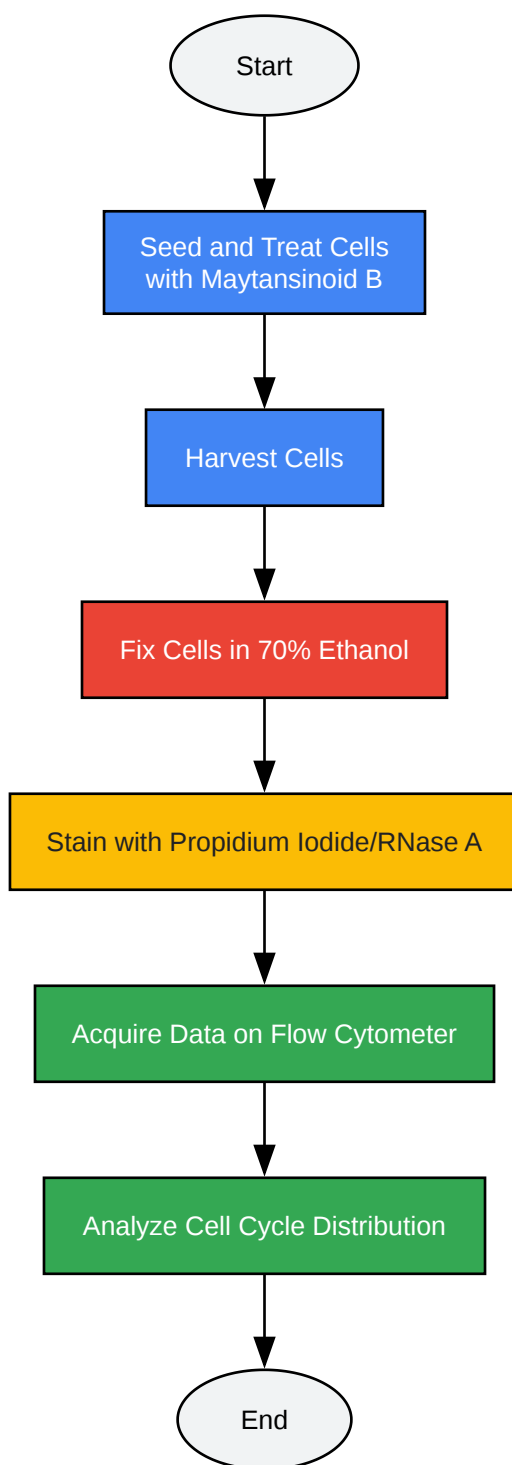 Start
Seed and Treat Cells
with Maytansinoid B
Harvest Cells
Fix Cells in 70% Ethanol
Stain with Propidium Iodide/RNase A
Acquire Data on Flow Cytometer
Analyze Cell Cycle Distribution
End